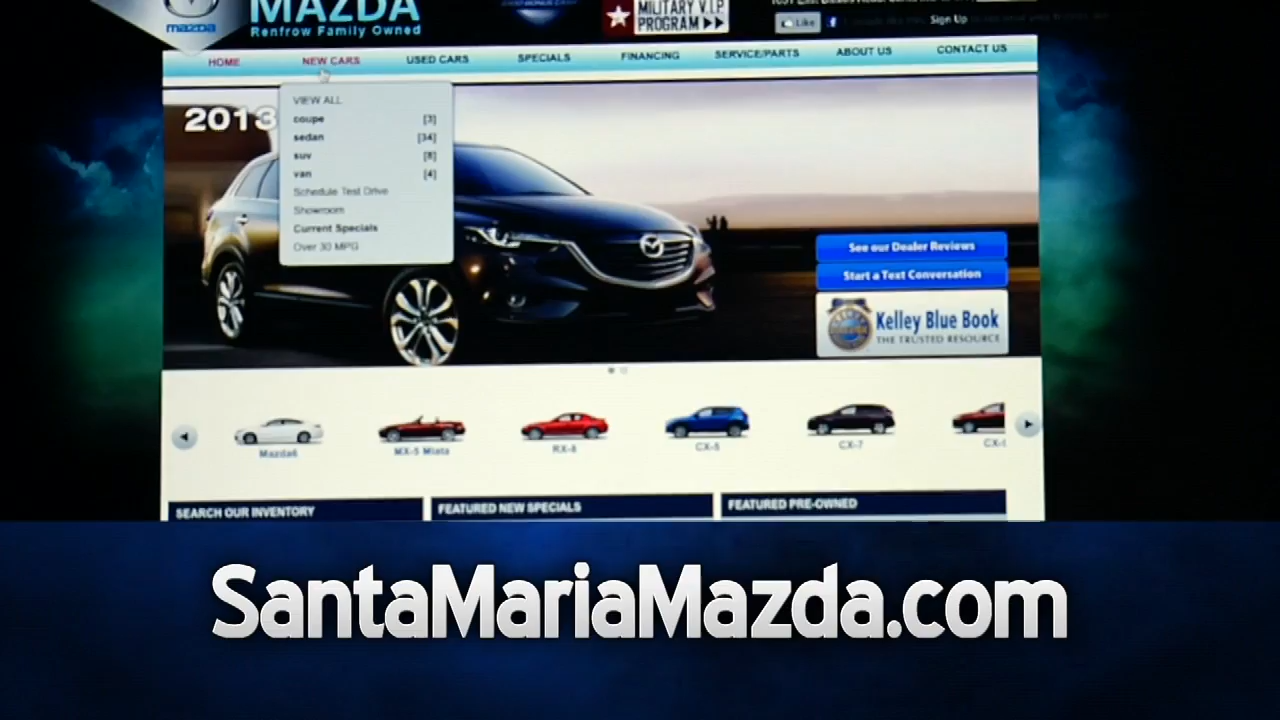 MAZDA
mazda
Renfrow Family Owned
MILITARY V.I.P.
PROGRAM
Like
Sign Up
HOME NEW CARS USED CARS SPECIALS FINANCING SERVICE/PARTS ABOUT US CONTACT US
2013
VIEW ALL
coupe [3]
sedan [34]
suv [8]
van [4]
Schedule Test Drive
Showroom
Current Specials
Over 30 MPG
See our Dealer Reviews
Start a Text Conversation
Kelley Blue Book
THE TRUSTED RESOURCE
Mazda6 MX-5 Miata RX-8 CX-5 CX-7
SEARCH OUR INVENTORY FEATURED NEW SPECIALS FEATURED PRE-OWNED
SantaMariaMazda.com